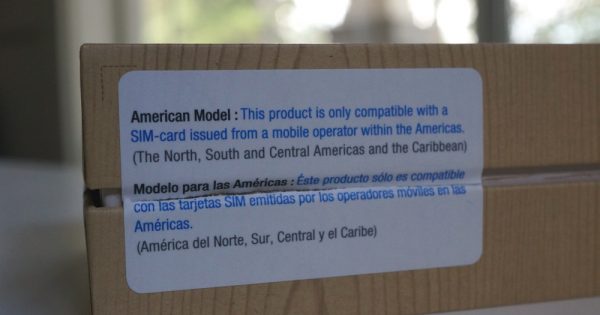 American Model : This product is only compatible with a
SIM-card issued from a mobile operator within the Americas.
(The North, South and Central Americas and the Caribbean)
Modelo para las Américas : Éste producto sólo es compatible
con las tarjetas SIM emitidas por los operadores móviles en las
Américas.
(América del Norte, Sur, Central y el Caribe)